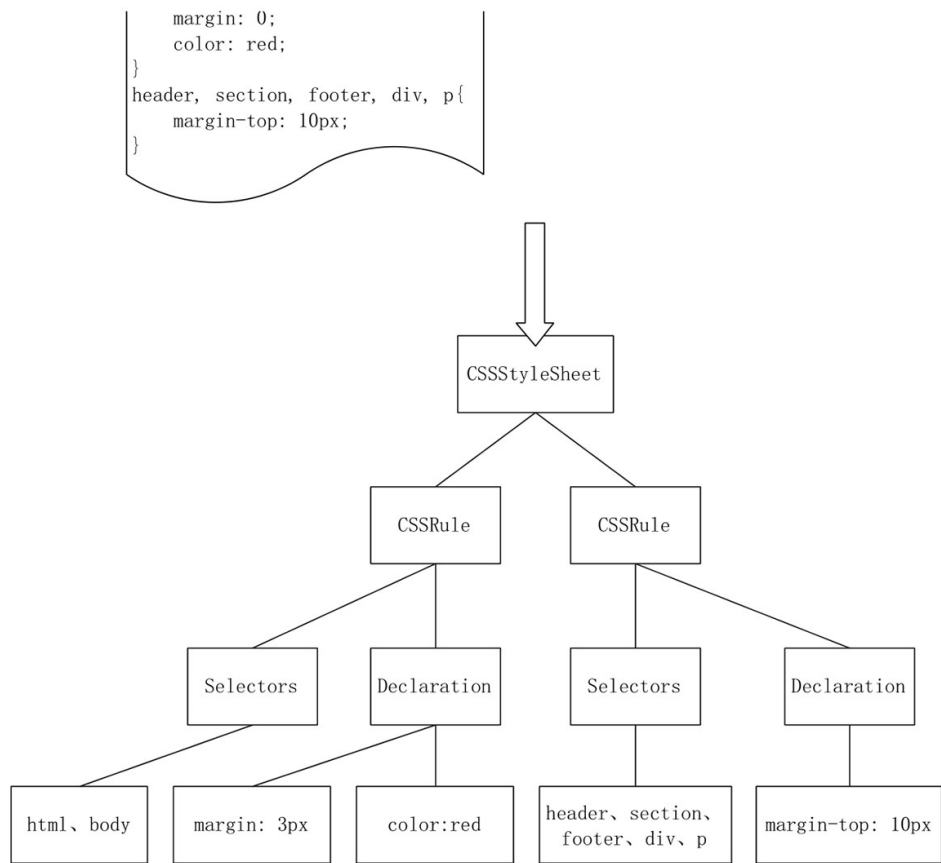 margin: 0;
color: red;
}
header, section, footer, div, p{
margin-top: 10px;
}
CSSStyleSheet
CSSRule
CSSRule
Selectors
Declaration
Selectors
Declaration
html、body
margin: 3px
color:red
header、section、
footer、div、p
margin-top: 10px